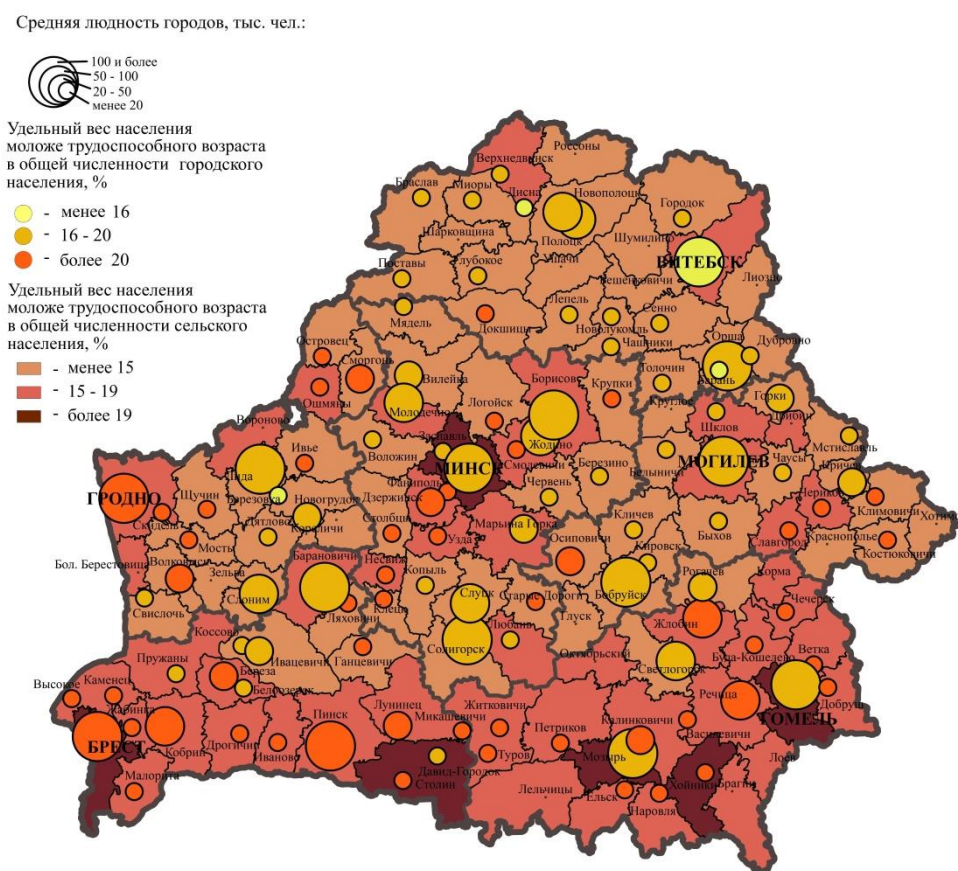 Средняя людность городов, тыс. чел.:
100 и более
50 - 100
20 - 50
менее 20
Удельный вес населения
моложе трудоспособного возраста
в общей численности городского
населения, %
- менее 16
- 16 - 20
- более 20
Удельный вес населения
моложе трудоспособного возраста
в общей численности сельского
населения, %
- менее 15
- 15 - 19
- более 19
Россоны
Верхнедвинск
Браслав
Миоры
Дисна
Новополоцк
Городок
Шарковщина
Полоцк
Шумилино
ВИТЕБСК
Поставы
Глубокое
Ушачи
Бешенковичи
Лиозно
Мядель
Докшицы
Лепель
Новолукомль
Сенно
Чашники
Орша
Дубровно
Островец
Сморгонь
Ошмяны
Вилейка
Молодечно
Логойск
Борисов
Крупки
Толочин
Барань
Круглое
Горки
Дрибин
Вороново
Заславль
Жодино
Шклов
Мстиславль
Ивье
Воложин
МИНСК
Смолевичи
Березино
Белыничи
МОГИЛЕВ
Чаусы
Кричев
Лида
ГРОДНО
Щучин
Березовка
Новогрудок
Дзержинск
Фаниполь
Червень
Чериков
Климовичи
Хотимск
Скидель
Дятлово
Кореличи
Столбцы
Узда
Марьина Горка
Кличев
Осиповичи
Быхов
Славгород
Краснополье
Костюковичи
Мосты
Волковыск
Бол. Берестовица
Зельва
Барановичи
Несвиж
Копыль
Кировск
Свислочь
Слоним
Ляховичи
Клецк
Слуцк
Старые Дороги
Бобруйск
Рогачев
Корма
Глуск
Чечерск
Коссово
Ивацевичи
Ганцевичи
Солигорск
Любань
Октябрьский
Жлобин
Буда-Кошелево
Ветка
Пружаны
Береза
Белоозерск
Светлогорск
Высокое
Каменец
Жабинка
БРЕСТ
Кобрин
Дрогичин
Иваново
Пинск
Лунинец
Микашевичи
Житковичи
Туров
Петриков
Калинковичи
Мозырь
Василевичи
Речица
ГОМЕЛЬ
Добруш
Малорита
Давид-Городок
Столин
Лельчицы
Ельск
Наровля
Хойники
Брагин
Лоев